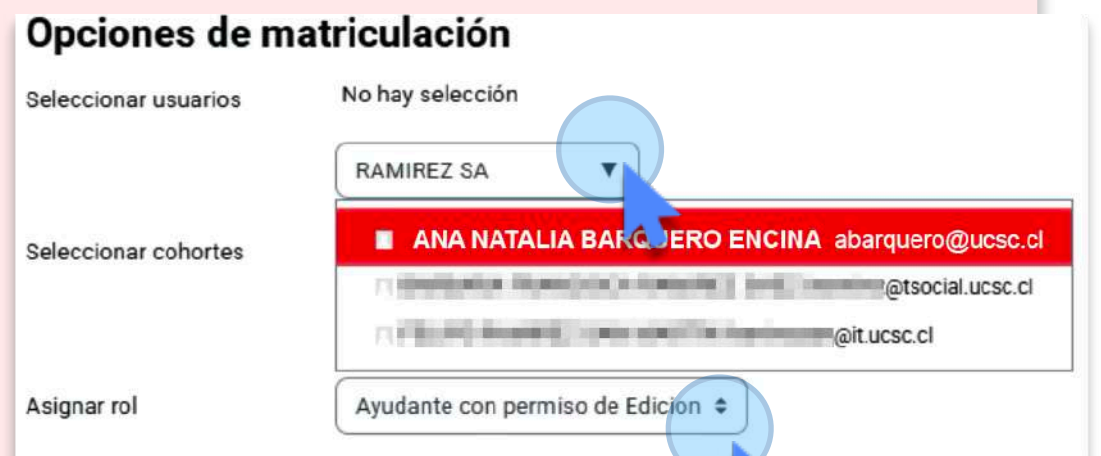 Opciones de matriculación
Seleccionar usuarios
No hay selección
RAMIREZ SA ▼
ANA NATALIA BARQUERO ENCINA abarquero@ucsc.cl
Seleccionar cohortes
@tsocial.ucsc.cl
@it.ucsc.cl
Asignar rol
Ayudante con permiso de Edicion